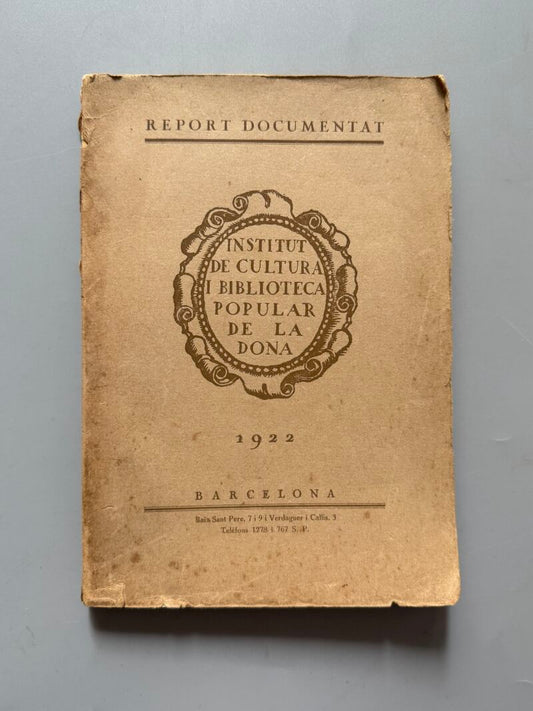 REPORT DOCUMENTAT
INSTITUT
DE CULTURA
I BIBLIOTECA
POPULAR
DE LA
DONA
1922
BARCELONA
Baix Sant Pere, 7 i 9 i Verdaguer i Callís, 3
Telèfons 1278 i 767 S. P.